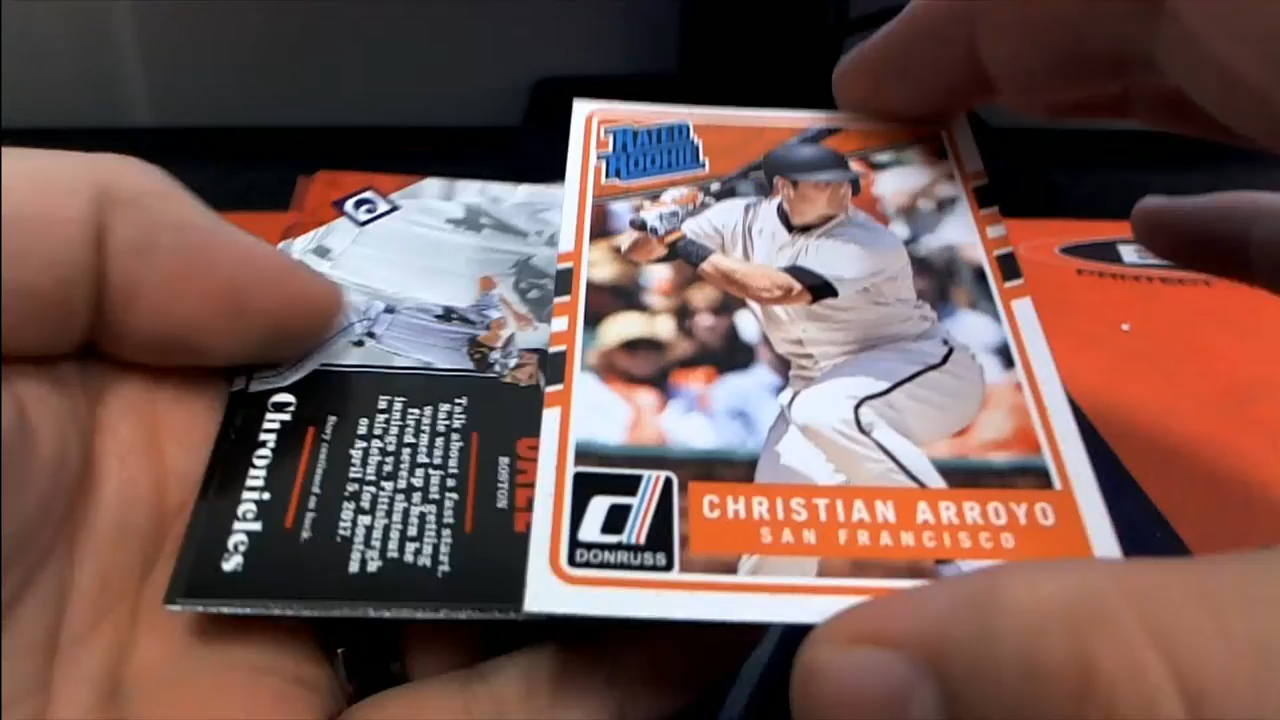 RATED
ROOKIE
DONRUSS
CHRISTIAN ARROYO
SAN FRANCISCO
SALE
BOSTON
Talk about a fast start.
Sale was just getting
warmed up when he
fired seven shutout
innings vs. Pittsburgh
in his debut for Boston
on April 5, 2017.
Story continued on back.
Chronicles